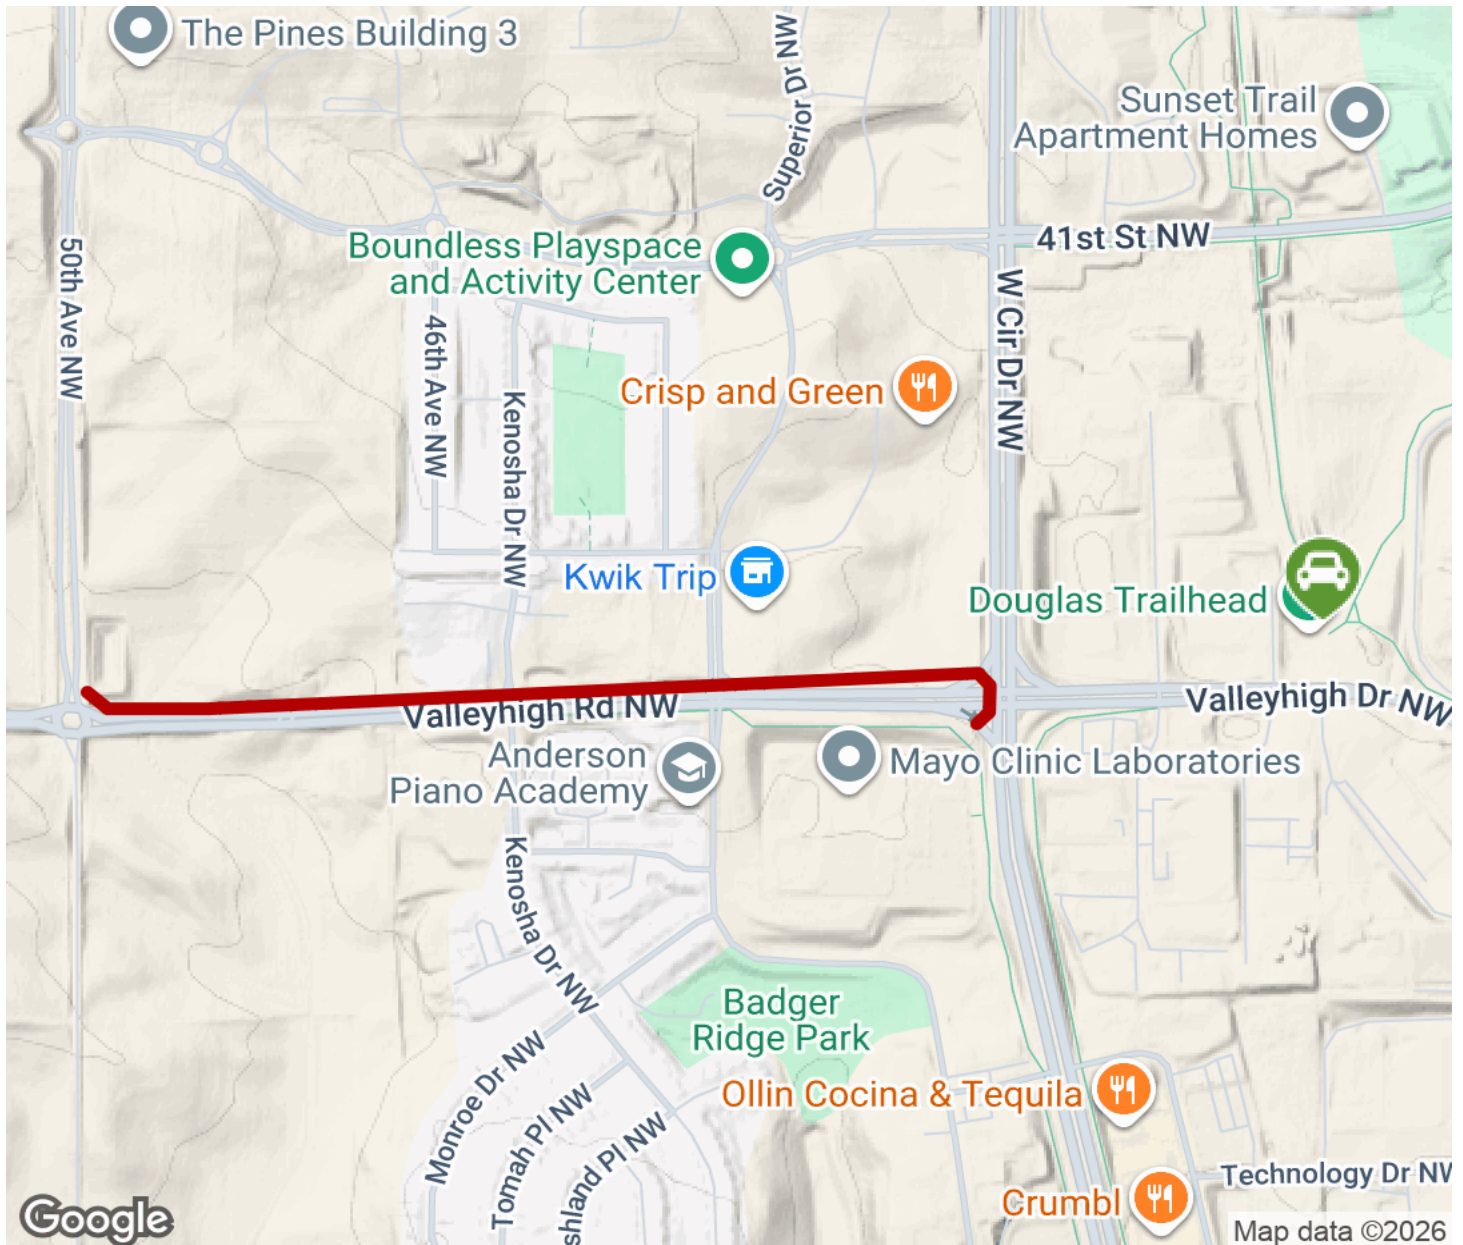 The Pines Building 3
Superior Dr NW
Sunset Trail
Apartment Homes
50th Ave NW
Boundless Playspace
and Activity Center
41st St NW
W Cir Dr NW
46th Ave NW
Kenosha Dr NW
Crisp and Green
Kwik Trip
Douglas Trailhead
Valleyhigh Rd NW
Valleyhigh Dr NW
Anderson
Piano Academy
Mayo Clinic Laboratories
Kenosha Dr NW
Badger
Ridge Park
Monroe Dr NW
Tomah Pl NW
shland Pl NW
Ollin Cocina & Tequila
Technology Dr NW
Crumbl
Google
Map data ©2026